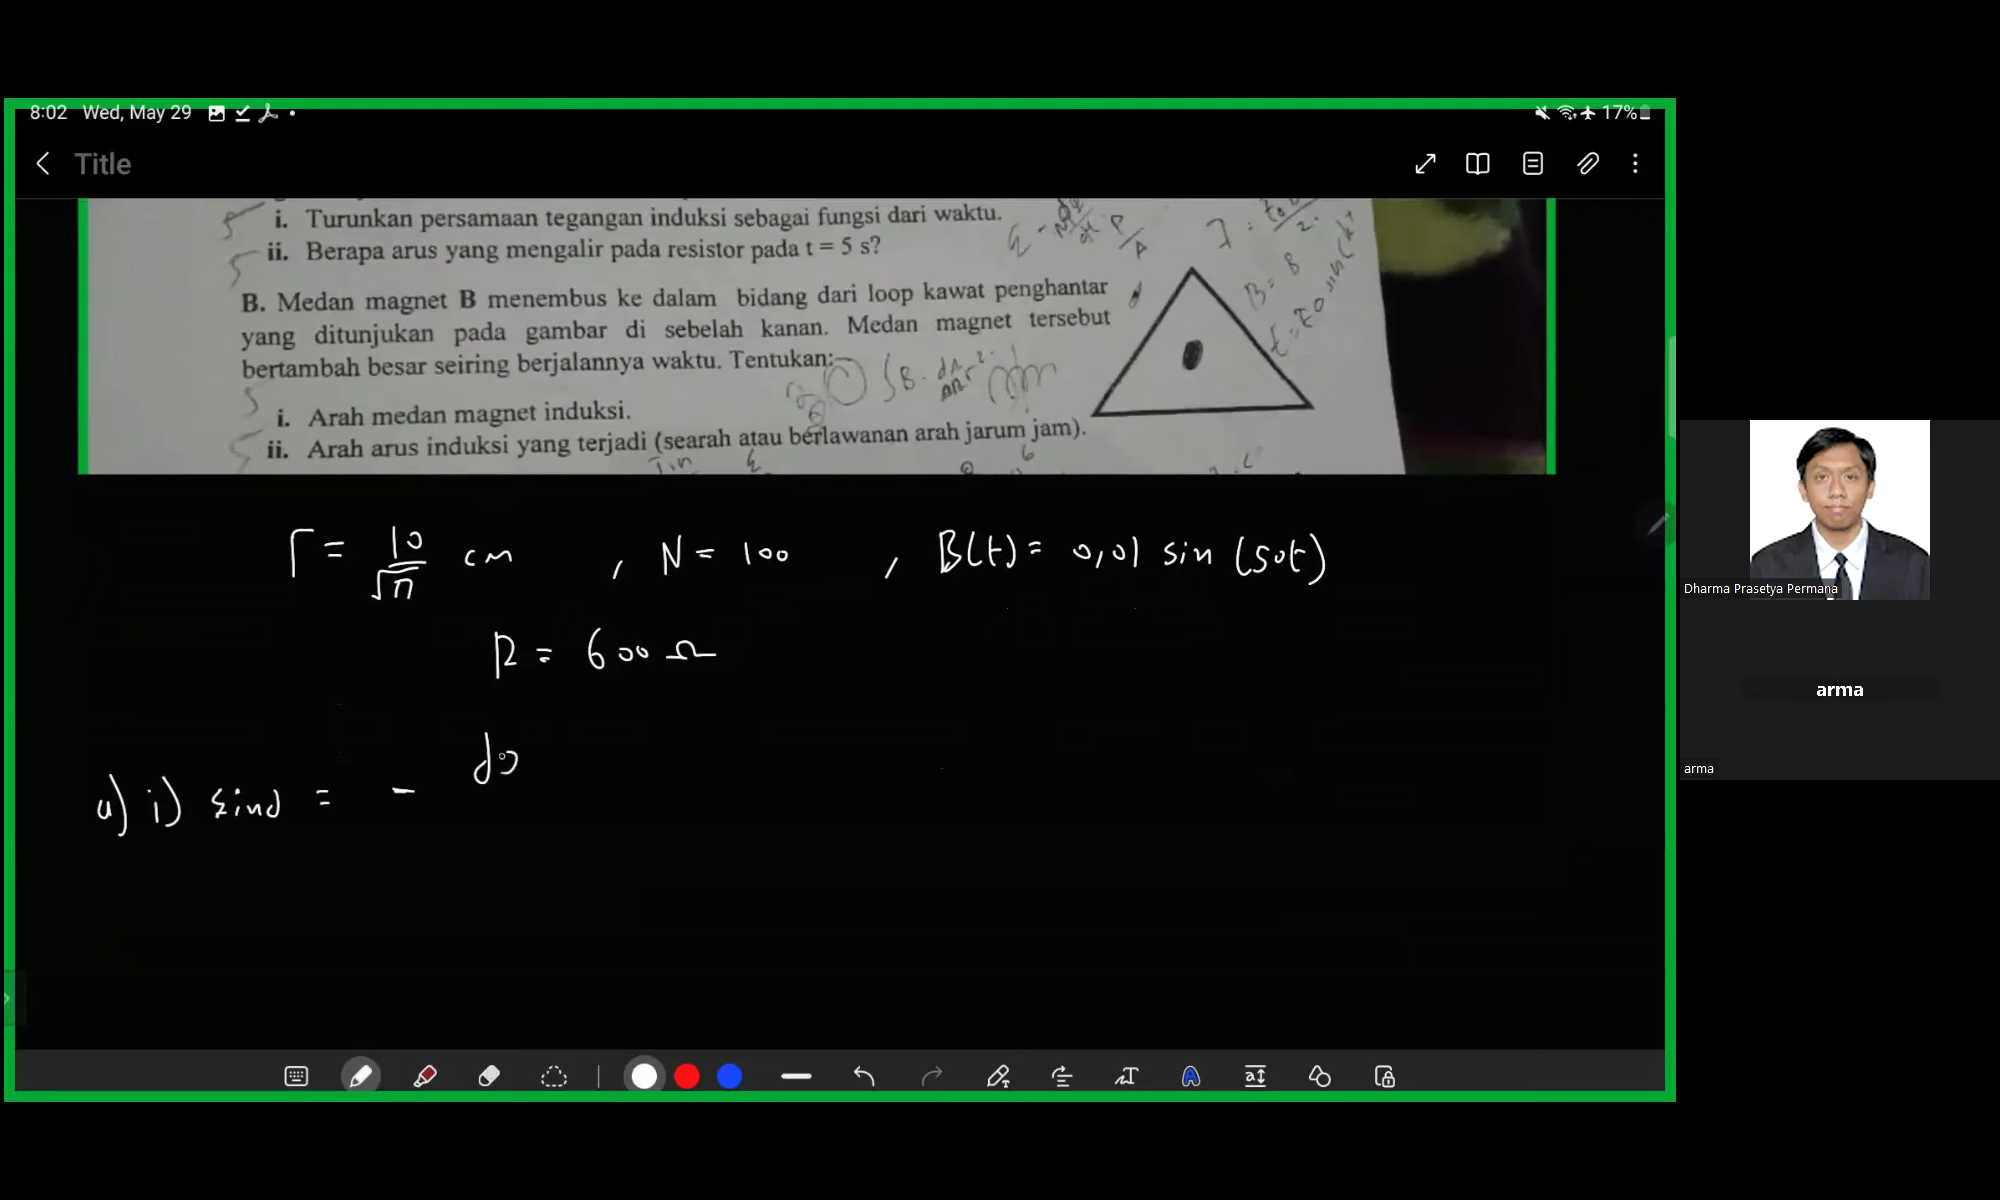 8:02 Wed, May 29
17%
Title
i. Turunkan persamaan tegangan induksi sebagai fungsi dari waktu.
ii. Berapa arus yang mengalir pada resistor pada t = 5 s?
B. Medan magnet B menembus ke dalam bidang dari loop kawat penghantar
yang ditunjukan pada gambar di sebelah kanan. Medan magnet tersebut
bertambah besar seiring berjalannya waktu. Tentukan:
i. Arah medan magnet induksi.
ii. Arah arus induksi yang terjadi (searah atau berlawanan arah jarum jam).
r = 10/√π cm , N = 100 , B(t) = 0,01 sin (50t)
R = 600 Ω
a) i) εind = - 
Dharma Prasetya Permana
arma
arma